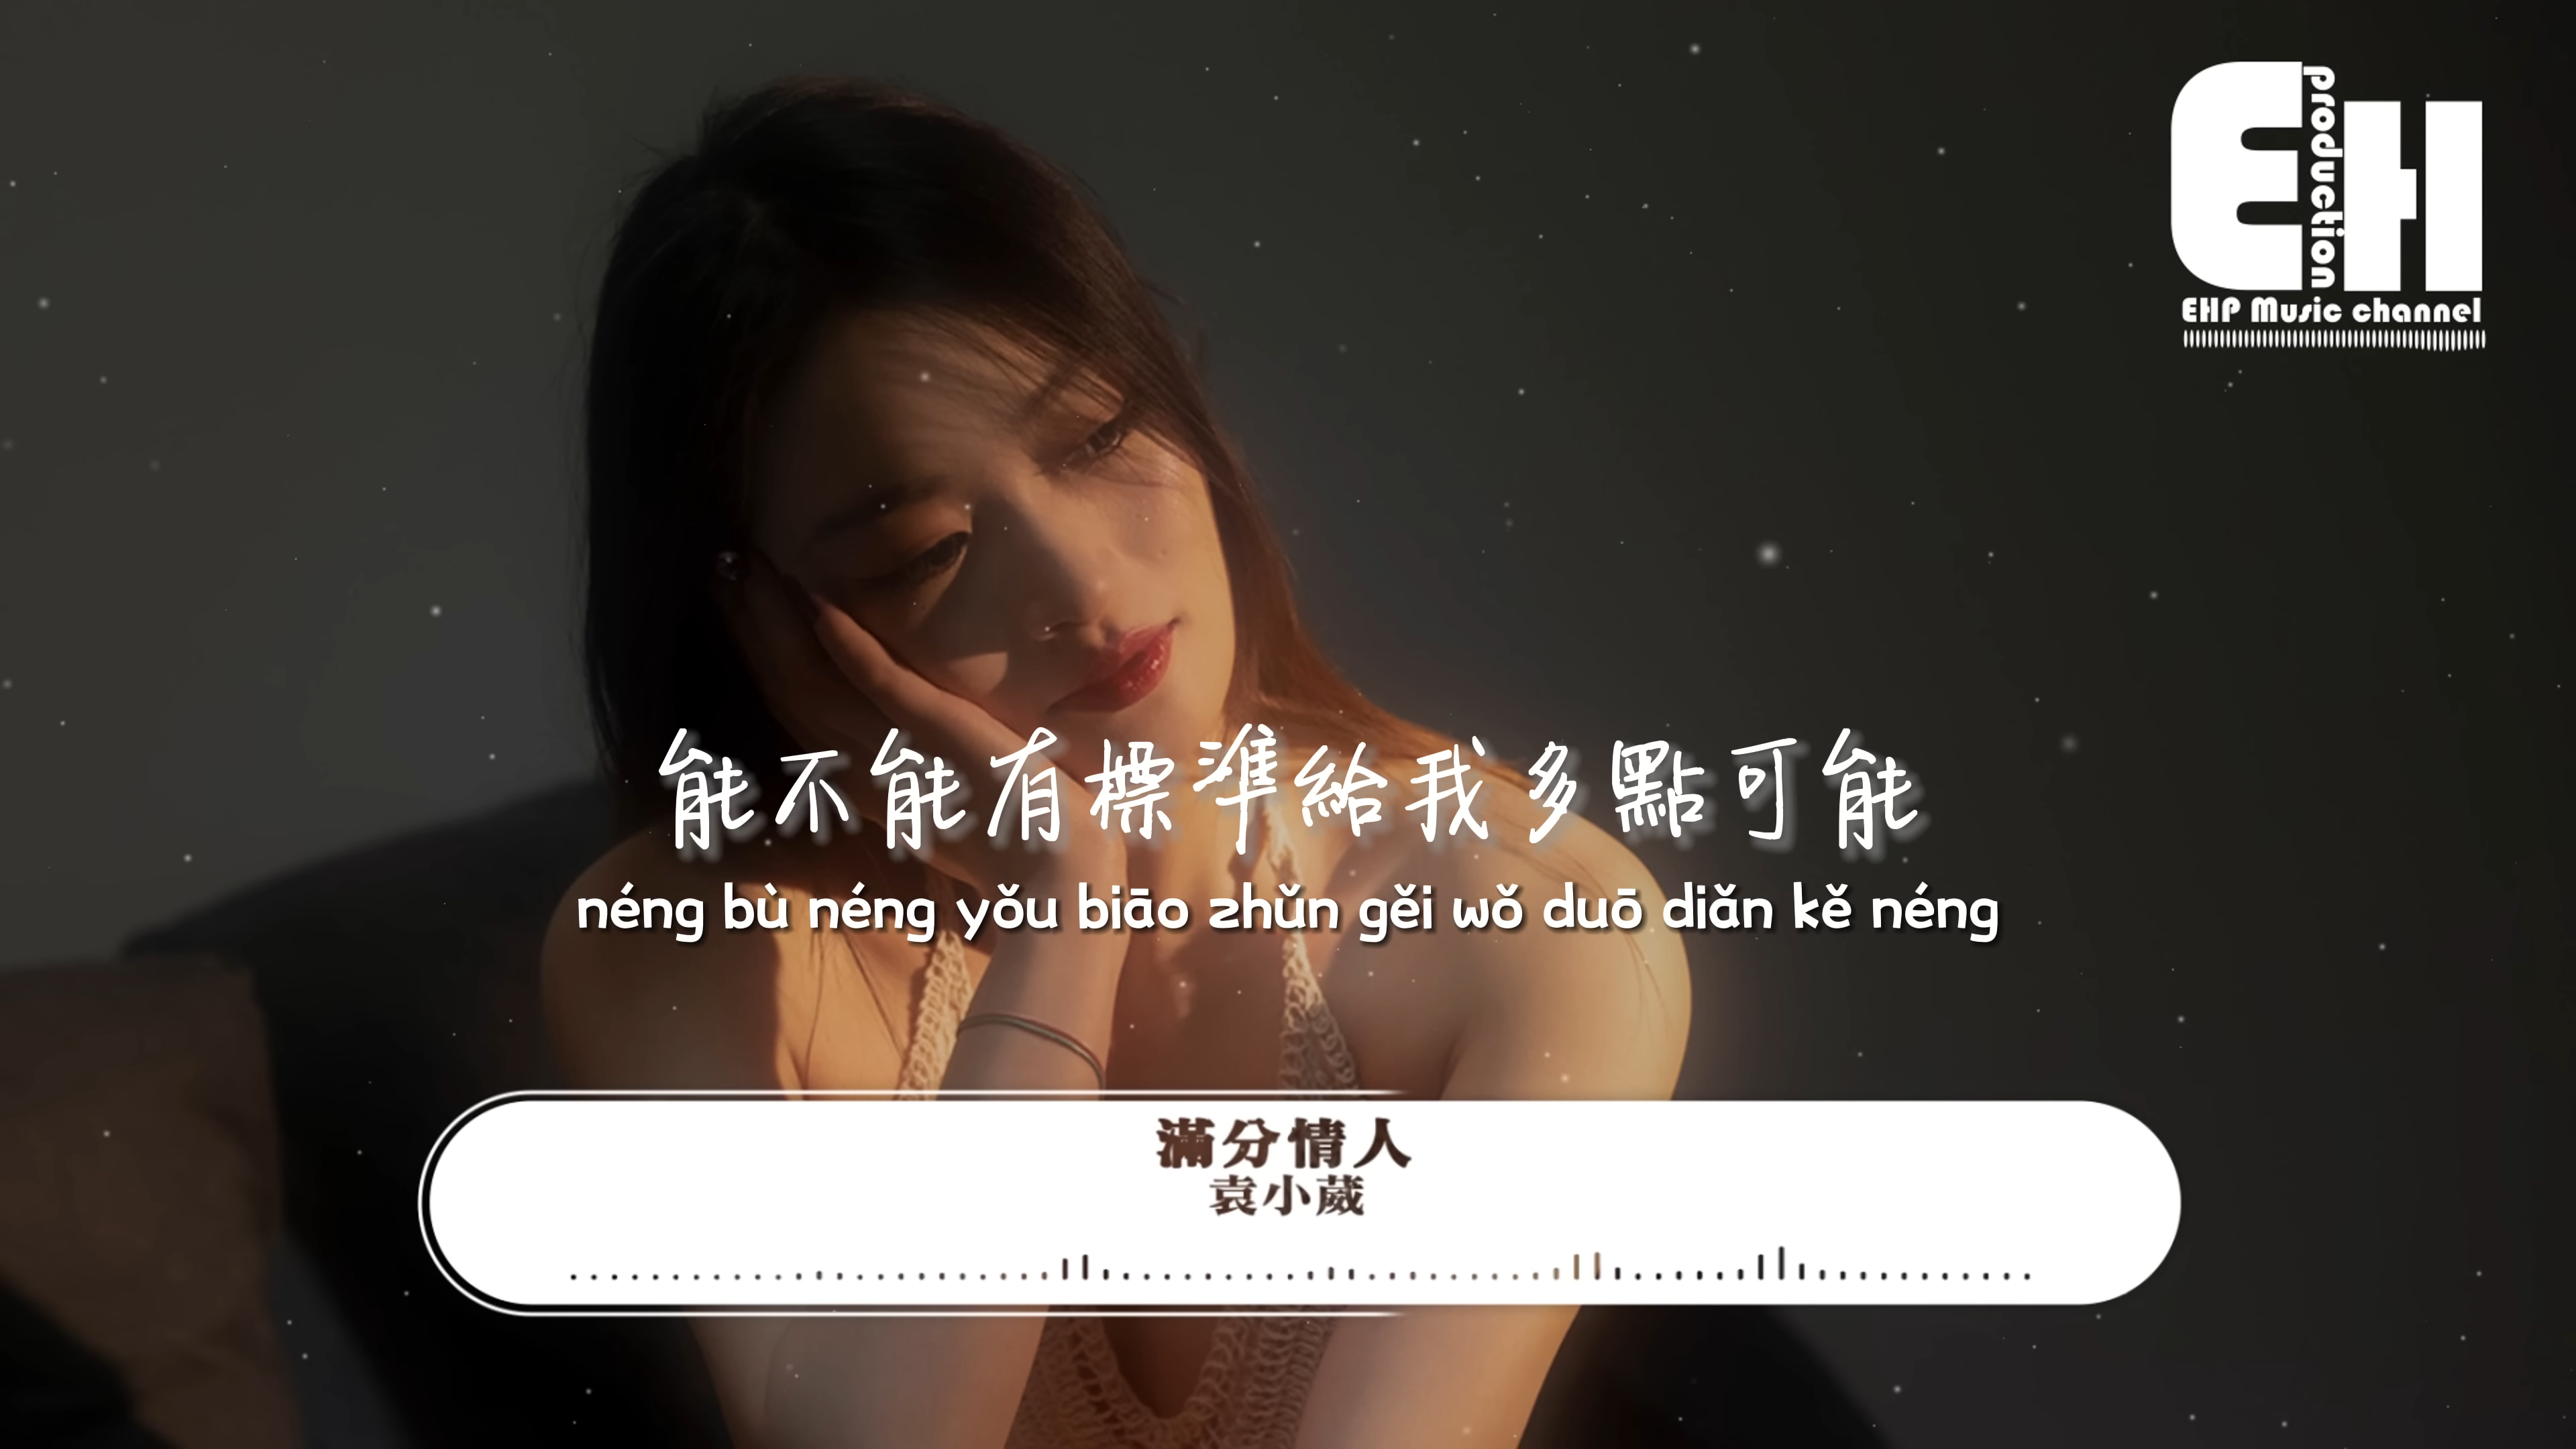 production
EH
EHP Music channel
能不能有標準給我多點可能
néng bù néng yǒu biāo zhǔn gěi wǒ duō diǎn kě néng
滿分情人
袁小葳